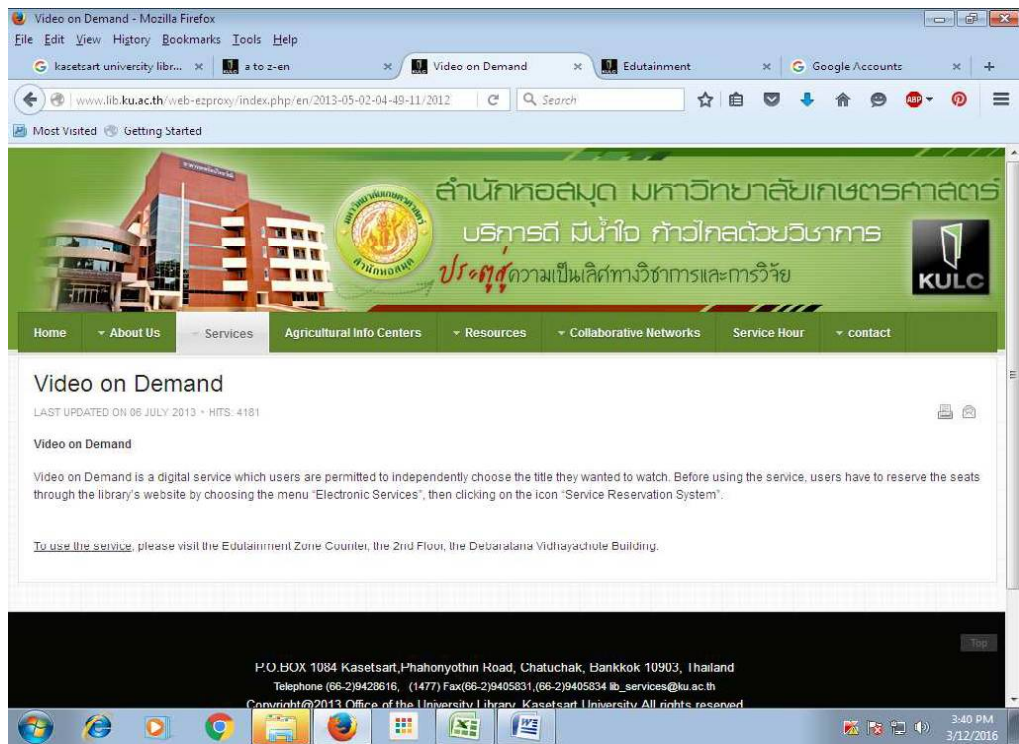 Video on Demand - Mozilla Firefox
File Edit View History Bookmarks Tools Help
kasetsart university libr... a to z-en Video on Demand Edutainment Google Accounts
www.lib.ku.ac.th/web-ezproxy/index.php/en/2013-05-02-04-49-11/2012 Search ABP
Most Visited Getting Started
สำนักหอสมุด มหาวิทยาลัยเกษตรศาสตร์
บริการดี มีน้ำใจ ก้าวไกลด้วยวิชาการ
ประตูสู่ความเป็นเลิศทางวิชาการและการวิจัย
KULC
Home About Us Services Agricultural Info Centers Resources Collaborative Networks Service Hour contact
Video on Demand
LAST UPDATED ON 06 JULY 2013 • HITS: 4181
Video on Demand
Video on Demand is a digital service which users are permitted to independently choose the title they wanted to watch. Before using the service, users have to reserve the seats
through the library's website by choosing the menu "Electronic Services", then clicking on the icon "Service Reservation System".
To use the service, please visit the Edutainment Zone Counter, the 2nd Floor, the Debaratana Vidhayachote Building.
Top
P.O.BOX 1084 Kasetsart,Phahonyothin Road, Chatuchak, Bankkok 10903, Thailand
Telephone (66-2)9428616, (1477) Fax(66-2)9405831,(66-2)9405834 lib_services@ku.ac.th
Copyright@2013 Office of the University Library, Kasetsart University All rights reserved
3:40 PM
3/12/2016